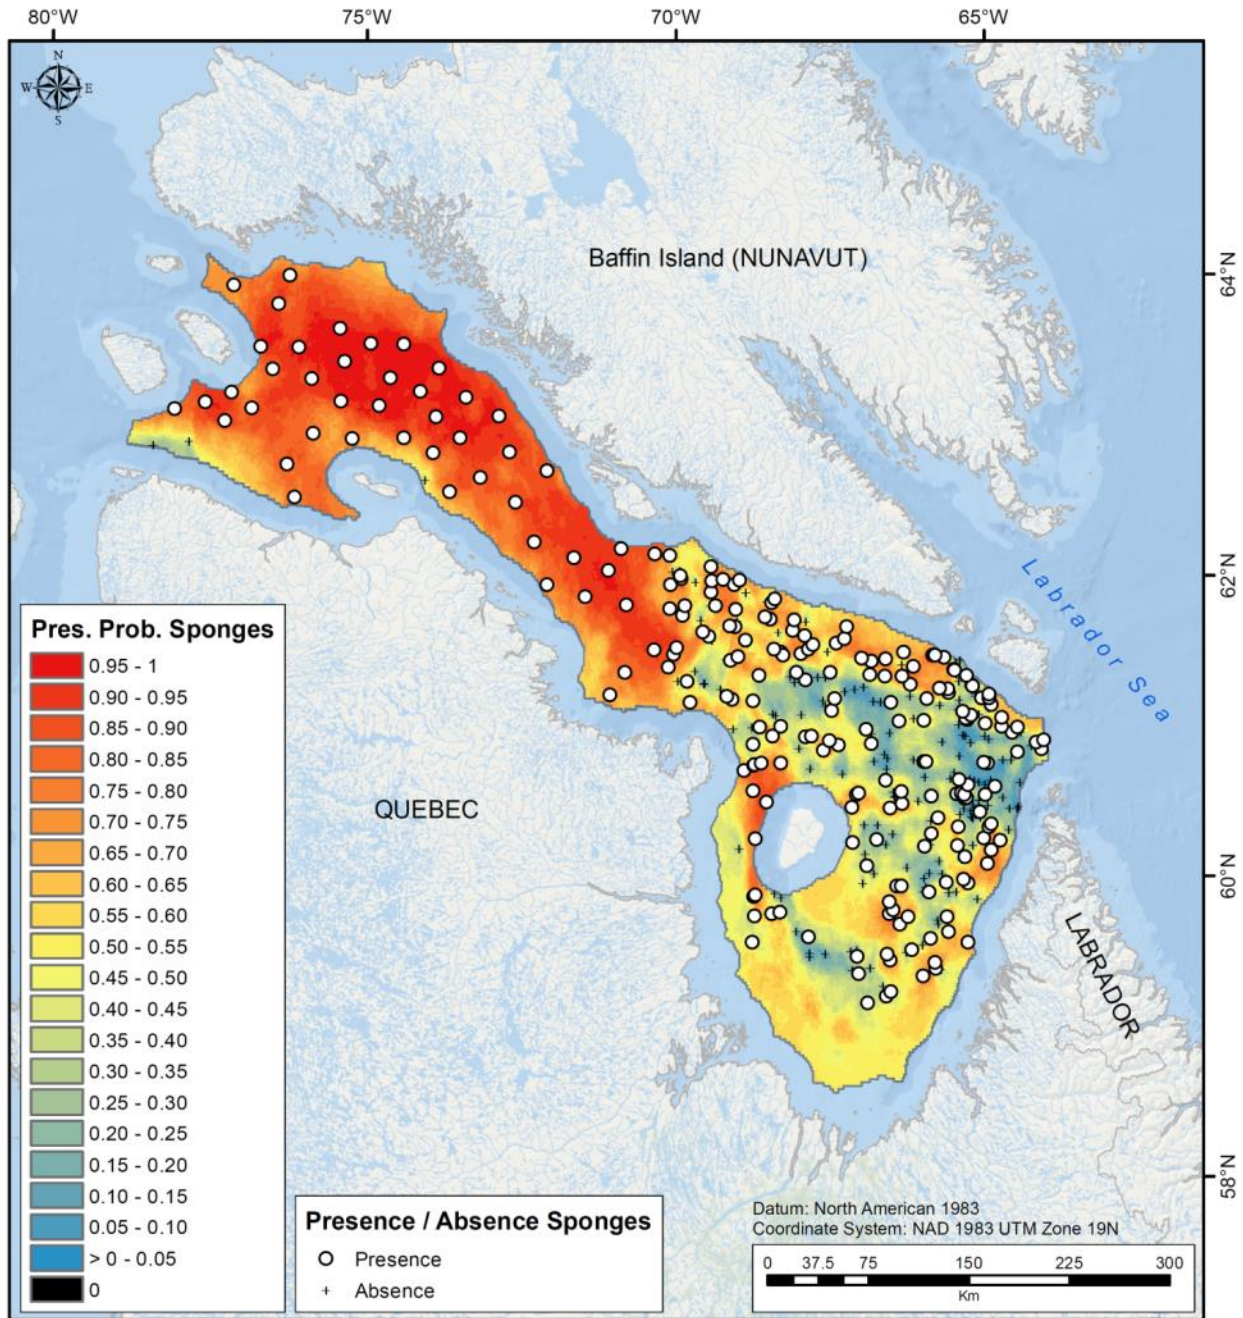 80°W 75°W 70°W 65°W
N
W E
S
Baffin Island (NUNAVUT)
64°N
62°N
Labrador Sea
Pres. Prob. Sponges
0.95 - 1
0.90 - 0.95
0.85 - 0.90
0.80 - 0.85
0.75 - 0.80
0.70 - 0.75
0.65 - 0.70
0.60 - 0.65
0.55 - 0.60
0.50 - 0.55
0.45 - 0.50
0.40 - 0.45
0.35 - 0.40
0.30 - 0.35
0.25 - 0.30
0.20 - 0.25
0.15 - 0.20
0.10 - 0.15
0.05 - 0.10
> 0 - 0.05
0
QUEBEC
60°N
LABRADOR
58°N
Presence / Absence Sponges
Presence
Absence
Datum: North American 1983
Coordinate System: NAD 1983 UTM Zone 19N
0 37.5 75 150 225 300
Km